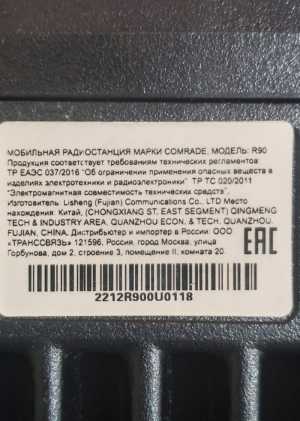 МОБИЛЬНАЯ РАДИОСТАНЦИЯ МАРКИ COMRADE, МОДЕЛЬ: R90
Продукция соответствует требованиям технических регламентов
ТР ЕАЭС 037/2016 "Об ограничении применения опасных веществ в
изделиях электротехники и радиоэлектроники" ТР ТС 020/2011
"Электромагнитная совместимость технических средств".
Изготовитель: Lisheng (Fujian) Communications Co., LTD Место
нахождения: Китай, (CHONGXIANG ST, EAST SEGMENT) QINGMENG
TECH & INDUSTRY AREA, QUANZHOU ECON. & TECH, QUANZHOU,
FUJIAN, CHINA. Дистрибьютер и импортер в России: ООО
«ТРАНССВЯЗЬ» 121596, Россия, город Москва, улица
Горбунова, дом 2, строение 3, помещение II, комната 20.
EAC
2212R900U0118